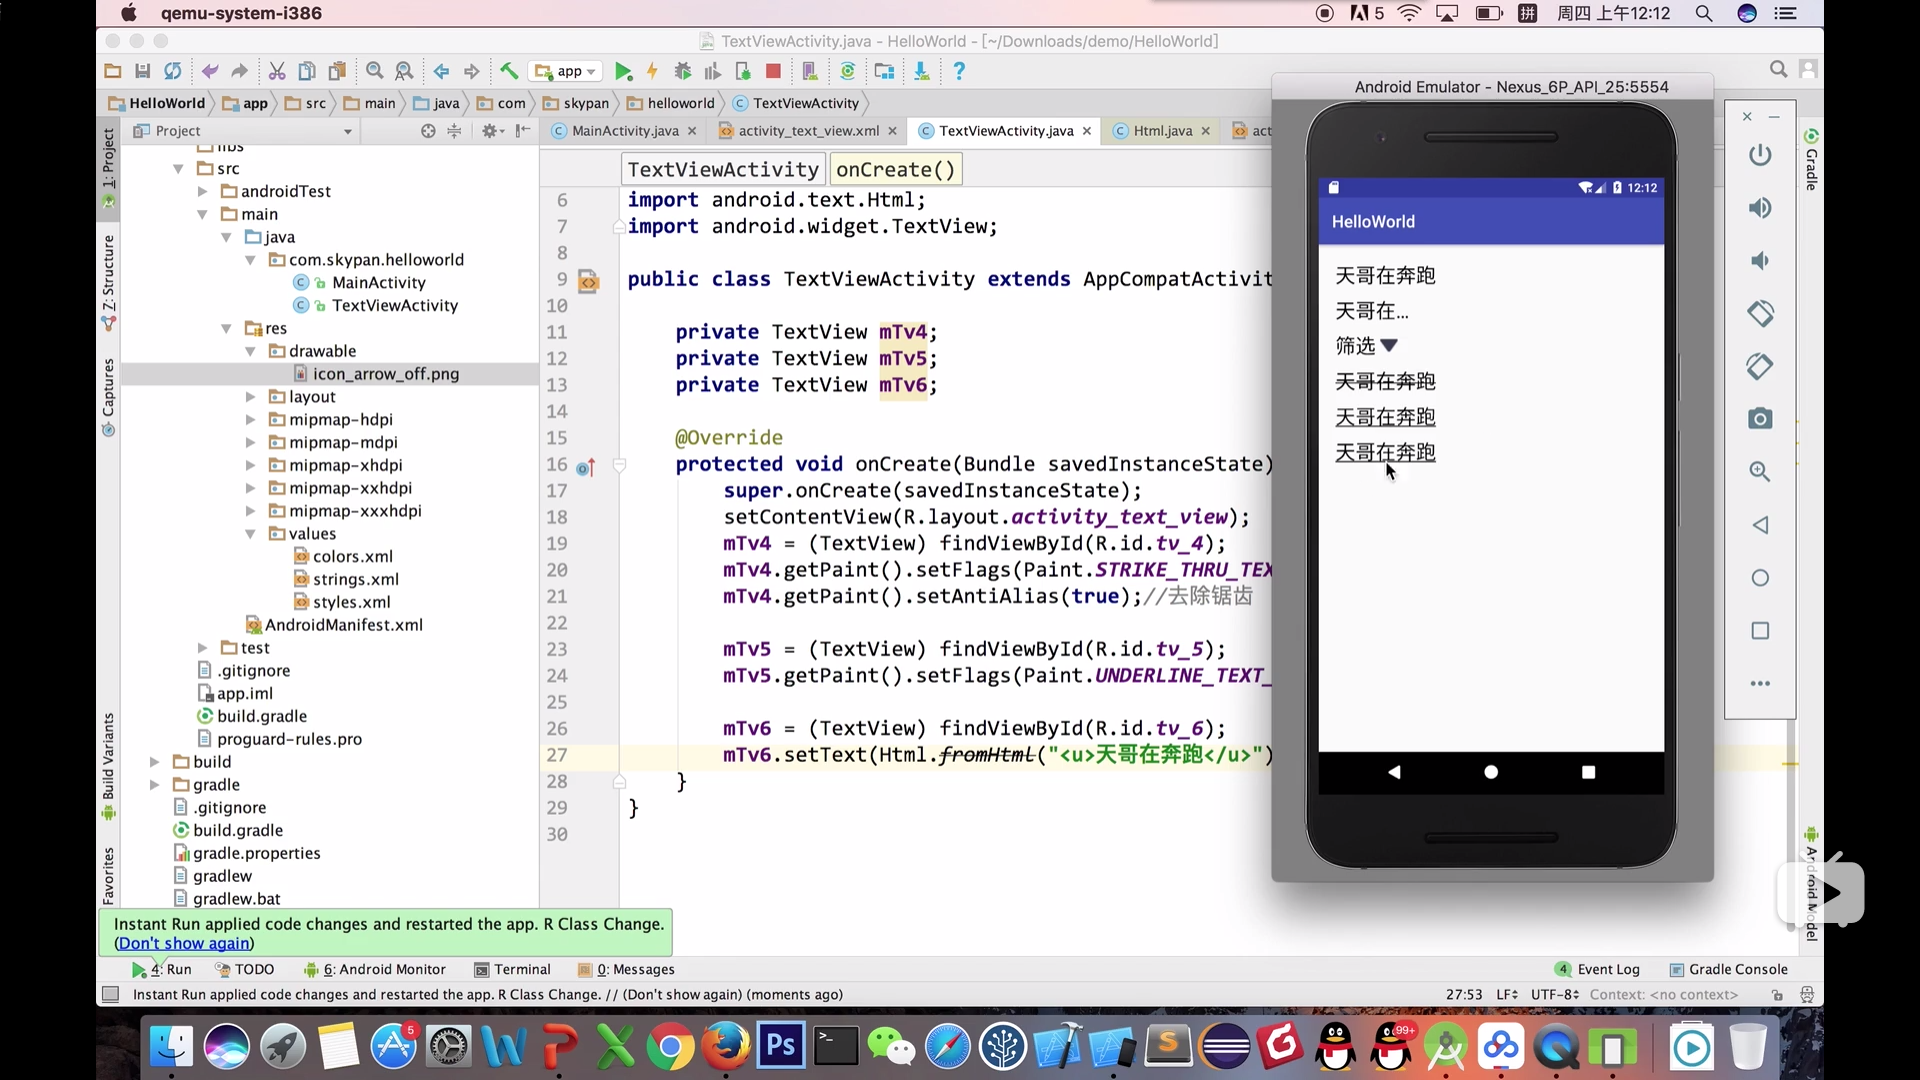 qemu-system-i386
5
周四 上午12:12
TextViewActivity.java - HelloWorld - [~/Downloads/demo/HelloWorld]
app
HelloWorld
app
src
main
java
com
skypan
helloworld
TextViewActivity
Project
MainActivity.java
activity_text_view.xml
TextViewActivity.java
Html.java
act
1: Project
Z: Structure
Captures
Build Variants
Favorites
src
androidTest
main
java
com.skypan.helloworld
MainActivity
TextViewActivity
res
drawable
icon_arrow_off.png
layout
mipmap-hdpi
mipmap-mdpi
mipmap-xhdpi
mipmap-xxhdpi
mipmap-xxxhdpi
values
colors.xml
strings.xml
styles.xml
AndroidManifest.xml
test
.gitignore
app.iml
build.gradle
proguard-rules.pro
build
gradle
.gitignore
build.gradle
gradle.properties
gradlew
gradlew.bat
TextViewActivity
onCreate()
6 import android.text.Html;
7 import android.widget.TextView;
8
9 public class TextViewActivity extends AppCompatActivit
10
11 private TextView mTv4;
12 private TextView mTv5;
13 private TextView mTv6;
14
15 @Override
16 protected void onCreate(Bundle savedInstanceState)
17 super.onCreate(savedInstanceState);
18 setContentView(R.layout.activity_text_view);
19 mTv4 = (TextView) findViewById(R.id.tv_4);
20 mTv4.getPaint().setFlags(Paint.STRIKE_THRU_TEX
21 mTv4.getPaint().setAntiAlias(true);//去除锯齿
22
23 mTv5 = (TextView) findViewById(R.id.tv_5);
24 mTv5.getPaint().setFlags(Paint.UNDERLINE_TEXT_
25
26 mTv6 = (TextView) findViewById(R.id.tv_6);
27 mTv6.setText(Html.fromHtml("<u>天哥在奔跑</u>")
28 }
29 }
30
Android Emulator - Nexus_6P_API_25:5554
12:12
HelloWorld
天哥在奔跑
天哥在...
筛选
天哥在奔跑
天哥在奔跑
天哥在奔跑
Gradle
Android Model
Instant Run applied code changes and restarted the app. R Class Change.
(Don't show again)
4: Run
TODO
6: Android Monitor
Terminal
0: Messages
4 Event Log
Gradle Console
Instant Run applied code changes and restarted the app. R Class Change. // (Don't show again) (moments ago)
27:53
LF
UTF-8
Context: <no context>
5
Ps
99+